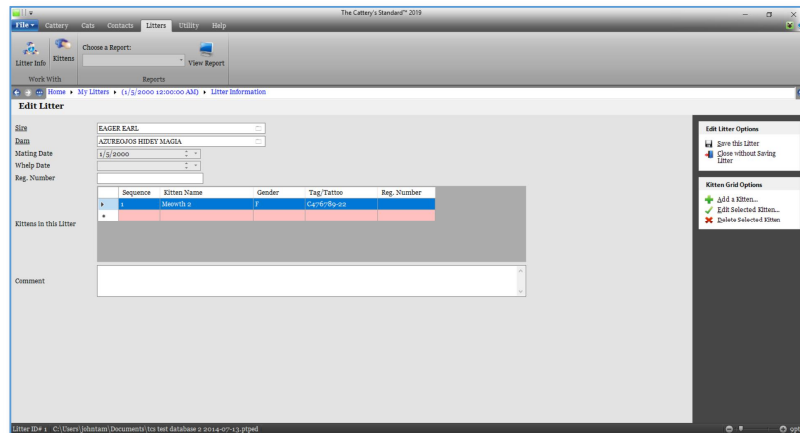 The Cattery's Standard™ 2019
File Cattery Cats Contacts Litters Utility Help
Litter Info
Kittens
Choose a Report:
View Report
Work With
Reports
Home My Litters (1/5/2000 12:00:00 AM) Litter Information
Edit Litter
Sire EAGER EARL
Dam AZUREOJOS HIDEY MAGIA
Mating Date 1/5/2000
Whelp Date
Reg. Number
Sequence Kitten Name Gender Tag/Tattoo Reg. Number
1 Meowth 2 F C476789-22
Kittens in this Litter
Comment
Edit Litter Options
Save this Litter
Close without Saving
Litter
Kitten Grid Options
Add a Kitten...
Edit Selected Kitten...
Delete Selected Kitten
Litter ID# 1 C:\Users\johntam\Documents\tcs test database 2 2014-07-13.ptped
9pt